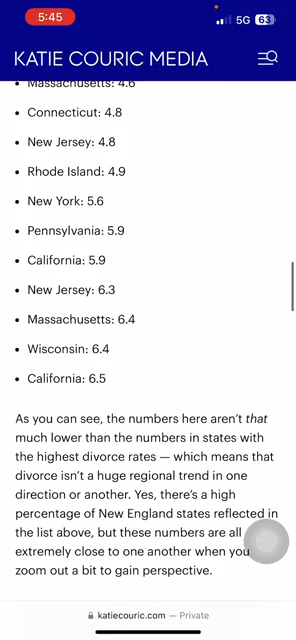 5:45
5G 63
KATIE COURIC MEDIA
• Massachusetts: 4.6
• Connecticut: 4.8
• New Jersey: 4.8
• Rhode Island: 4.9
• New York: 5.6
• Pennsylvania: 5.9
• California: 5.9
• New Jersey: 6.3
• Massachusetts: 6.4
• Wisconsin: 6.4
• California: 6.5
As you can see, the numbers here aren't that
much lower than the numbers in states with
the highest divorce rates — which means that
divorce isn't a huge regional trend in one
direction or another. Yes, there's a high
percentage of New England states reflected in
the list above, but these numbers are all
extremely close to one another when you
zoom out a bit to gain perspective.
katiecouric.com — Private